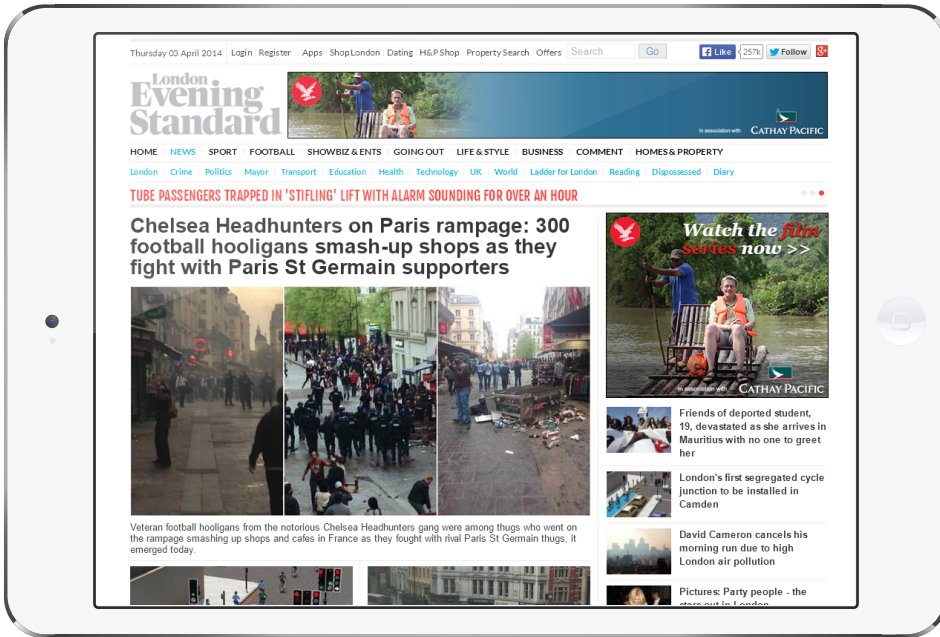 Thursday 03 April 2014 Login Register Apps Shop London Dating H&P Shop Property Search Offers Search Go Like 257k Follow
London
Evening
Standard
In association with CATHAY PACIFIC
HOME NEWS SPORT FOOTBALL SHOWBIZ & ENTS GOING OUT LIFE & STYLE BUSINESS COMMENT HOMES & PROPERTY
London Crime Politics Mayor Transport Education Health Technology UK World Ladder for London Reading Dispossessed Diary
TUBE PASSENGERS TRAPPED IN 'STIFLING' LIFT WITH ALARM SOUNDING FOR OVER AN HOUR
Chelsea Headhunters on Paris rampage: 300
football hooligans smash-up shops as they
fight with Paris St Germain supporters
Veteran football hooligans from the notorious Chelsea Headhunters gang were among thugs who went on
the rampage smashing up shops and cafes in France as they fought with rival Paris St Germain thugs, it
emerged today.
Watch the film
series now >>
In association with CATHAY PACIFIC
Friends of deported student,
19, devastated as she arrives in
Mauritius with no one to greet
her
London's first segregated cycle
junction to be installed in
Camden
David Cameron cancels his
morning run due to high
London air pollution
Pictures: Party people - the
stars out in London